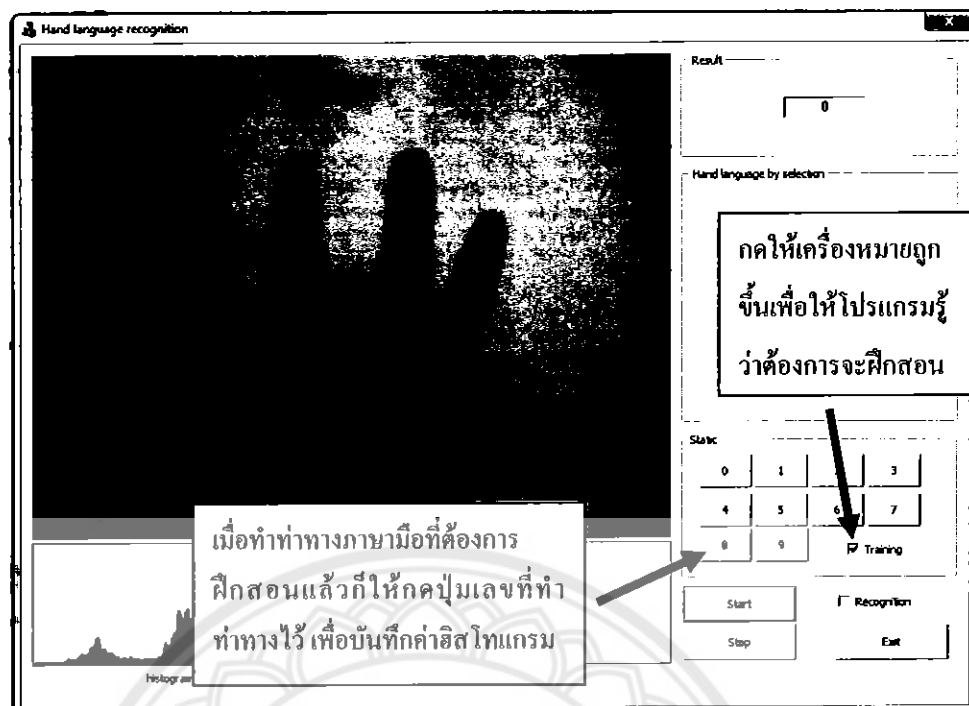 Hand language recognition
X
Result
0
Hand language by selection
กดให้เครื่องหมายถูก
ขึ้นเพื่อให้โปรแกรมรู้
ว่าต้องการจะฝึกสอน
Static
0 1 3
4 5 6 7
8 9 Training
เมื่อทำท่าทางภาษามือที่ต้องการ
ฝึกสอนแล้วก็ให้กดปุ่มเลขที่ทำ
ท่าทางไว้ เพื่อบันทึกค่าฮิสโทแกรม
Start Recognition
Stop Exit